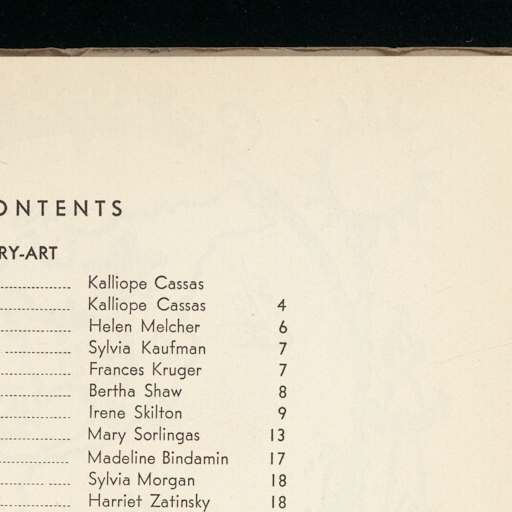 ONTENTS
RY-ART
Kalliope Cassas
Kalliope Cassas 4
Helen Melcher 6
Sylvia Kaufman 7
Frances Kruger 7
Bertha Shaw 8
Irene Skilton 9
Mary Sorlingas 13
Madeline Bindamin 17
Sylvia Morgan 18
Harriet Zatinsky 18